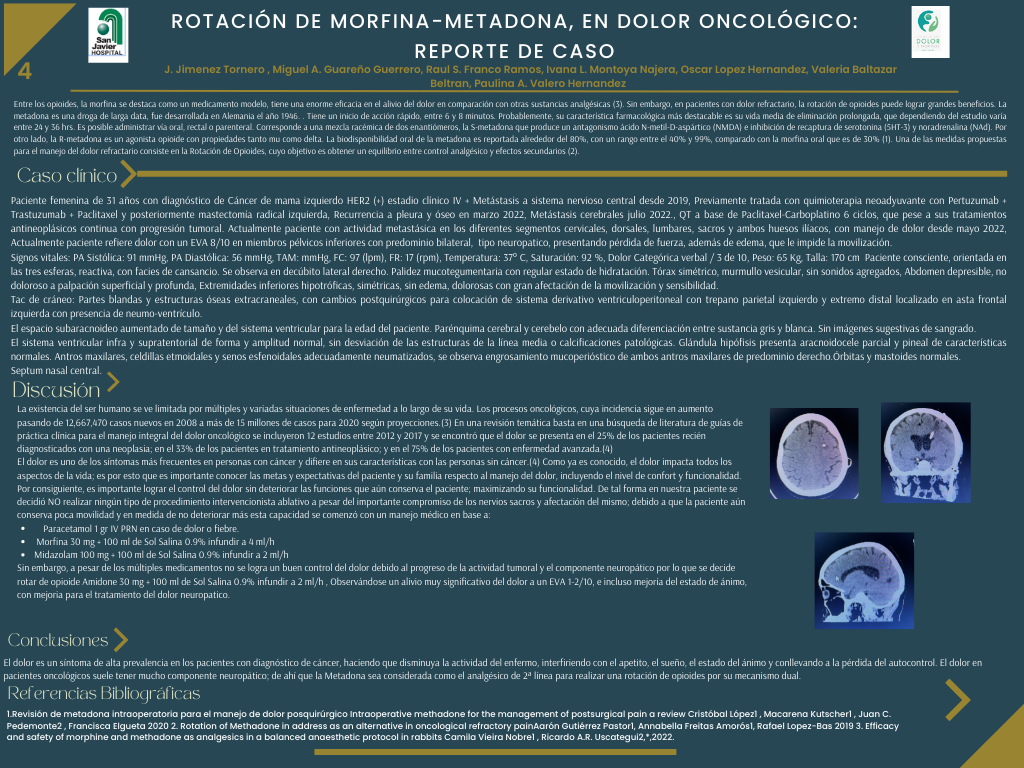 San
Javier
HOSPITAL
ROTACIÓN DE MORFINA-METADONA, EN DOLOR ONCOLÓGICO:
REPORTE DE CASO
DOLOR
4
J. Jimenez Tornero , Miguel A. Guareño Guerrero, Raul S. Franco Ramos, Ivana L. Montoya Najera, Oscar Lopez Hernandez, Valeria Baltazar
Beltran, Paulina A. Valero Hernandez
Entre los opioides, la morfina se destaca como un medicamento modelo, tiene una enorme eficacia en el alivio del dolor en comparación con otras sustancias analgésicas (3). Sin embargo, en pacientes con dolor refractario, la rotación de opioides puede lograr grandes beneficios. La
metadona es una droga de larga data, fue desarrollada en Alemania el año 1946. . Tiene un inicio de acción rápido, entre 6 y 8 minutos. Probablemente, su característica farmacológica más destacable es su vida media de eliminación prolongada, que dependiendo del estudio varía
entre 24 y 36 hrs. Es posible administrar vía oral, rectal o parenteral. Corresponde a una mezcla racémica de dos enantiómeros, la S-metadona que produce un antagonismo ácido N-metil-D-aspártico (NMDA) e inhibición de recaptura de serotonina (5HT-3) y noradrenalina (NAd). Por
otro lado, la R-metadona es un agonista opioide con propiedades tanto mu como delta. La biodisponibilidad oral de la metadona es reportada alrededor del 80%, con un rango entre el 40% y 99%, comparado con la morfina oral que es de 30% (1). Una de las medidas propuestas
para el manejo del dolor refractario consiste en la Rotación de Opioides, cuyo objetivo es obtener un equilibrio entre control analgésico y efectos secundarios (2).
Caso clínico
Paciente femenina de 31 años con diagnóstico de Cáncer de mama izquierdo HER2 (+) estadio clínico IV + Metástasis a sistema nervioso central desde 2019, Previamente tratada con quimioterapia neoadyuvante con Pertuzumab +
Trastuzumab + Paclitaxel y posteriormente mastectomía radical izquierda, Recurrencia a pleura y óseo en marzo 2022, Metástasis cerebrales julio 2022., QT a base de Paclitaxel-Carboplatino 6 ciclos, que pese a sus tratamientos
antineoplásicos continua con progresión tumoral. Actualmente paciente con actividad metastásica en los diferentes segmentos cervicales, dorsales, lumbares, sacros y ambos huesos ilíacos, con manejo de dolor desde mayo 2022,
Actualmente paciente refiere dolor con un EVA 8/10 en miembros pélvicos inferiores con predominio bilateral, tipo neuropatico, presentando pérdida de fuerza, además de edema, que le impide la movilización.
Signos vitales: PA Sistólica: 91 mmHg, PA Diastólica: 56 mmHg, TAM: mmHg, FC: 97 (lpm), FR: 17 (rpm), Temperatura: 37º C, Saturación: 92 %, Dolor Categórica verbal / 3 de 10, Peso: 65 Kg, Talla: 170 cm Paciente consciente, orientada en
las tres esferas, reactiva, con facies de cansancio. Se observa en decúbito lateral derecho. Palidez mucotegumentaria con regular estado de hidratación. Tórax simétrico, murmullo vesicular, sin sonidos agregados, Abdomen depresible, no
doloroso a palpación superficial y profunda, Extremidades inferiores hipotróficas, simétricas, sin edema, dolorosas con gran afectación de la movilización y sensibilidad.
Tac de cráneo: Partes blandas y estructuras óseas extracraneales, con cambios postquirúrgicos para colocación de sistema derivativo ventriculoperitoneal con trepano parietal izquierdo y extremo distal localizado en asta frontal
izquierda con presencia de neumo-ventrículo.
El espacio subaracnoideo aumentado de tamaño y del sistema ventricular para la edad del paciente. Parénquima cerebral y cerebelo con adecuada diferenciación entre sustancia gris y blanca. Sin imágenes sugestivas de sangrado.
El sistema ventricular infra y supratentorial de forma y amplitud normal, sin desviación de las estructuras de la línea media o calcificaciones patológicas. Glándula hipófisis presenta aracnoidocele parcial y pineal de características
normales. Antros maxilares, celdillas etmoidales y senos esfenoidales adecuadamente neumatizados, se observa engrosamiento mucoperióstico de ambos antros maxilares de predominio derecho.Órbitas y mastoides normales.
Septum nasal central.
Discusión
La existencia del ser humano se ve limitada por múltiples y variadas situaciones de enfermedad a lo largo de su vida. Los procesos oncológicos, cuya incidencia sigue en aumento
pasando de 12,667,470 casos nuevos en 2008 a más de 15 millones de casos para 2020 según proyecciones.(3) En una revisión temática basta en una búsqueda de literatura de guías de
práctica clínica para el manejo integral del dolor oncológico se incluyeron 12 estudios entre 2012 y 2017 y se encontró que el dolor se presenta en el 25% de los pacientes recién
diagnosticados con una neoplasia; en el 33% de los pacientes en tratamiento antineoplásico; y en el 75% de los pacientes con enfermedad avanzada.(4)
El dolor es uno de los síntomas más frecuentes en personas con cáncer y difiere en sus características con las personas sin cáncer.(4) Como ya es conocido, el dolor impacta todos los
aspectos de la vida; es por esto que es importante conocer las metas y expectativas del paciente y su familia respecto al manejo del dolor, incluyendo el nivel de confort y funcionalidad.
Por consiguiente, es importante lograr el control del dolor sin deteriorar las funciones que aún conserva el paciente; maximizando su funcionalidad. De tal forma en nuestra paciente se
decidió NO realizar ningún tipo de procedimiento intervencionista ablativo a pesar del importante compromiso de los nervios sacros y afectación del mismo; debido a que la paciente aún
conserva poca movilidad y en medida de no deteriorar más esta capacidad se comenzó con un manejo médico en base a:
• Paracetamol 1 gr IV PRN en caso de dolor o fiebre.
• Morfina 30 mg + 100 ml de Sol Salina 0.9% infundir a 4 ml/h
• Midazolam 100 mg + 100 ml de Sol Salina 0.9% infundir a 2 ml/h
Sin embargo, a pesar de los múltiples medicamentos no se logra un buen control del dolor debido al progreso de la actividad tumoral y el componente neuropático por lo que se decide
rotar de opioide Amidone 30 mg + 100 ml de Sol Salina 0.9% infundir a 2 ml/h , Observándose un alivio muy significativo del dolor a un EVA 1-2/10, e incluso mejoría del estado de ánimo,
con mejoria para el tratamiento del dolor neuropatico.
Conclusiones
El dolor es un síntoma de alta prevalencia en los pacientes con diagnóstico de cáncer, haciendo que disminuya la actividad del enfermo, interfiriendo con el apetito, el sueño, el estado del ánimo y conllevando a la pérdida del autocontrol. El dolor en
pacientes oncológicos suele tener mucho componente neuropático; de ahí que la Metadona sea considerada como el analgésico de 2ª línea para realizar una rotación de opioides por su mecanismo dual.
Referencias Bibliográficas
1.Revisión de metadona intraoperatoria para el manejo de dolor posquirúrgico Intraoperative methadone for the management of postsurgical pain a review Cristóbal López1 , Macarena Kutscher1 , Juan C.
Pedemonte2 , Francisca Elgueta 2020 2. Rotation of Methadone in address as an alternative in oncological refractory painAarón Gutiérrez Pastor1, Annabella Freitas Amorós1, Rafael Lopez-Bas 2019 3. Efficacy
and safety of morphine and methadone as analgesics in a balanced anaesthetic protocol in rabbits Camila Vieira Nobre1 , Ricardo A.R. Uscategui2,*,2022.